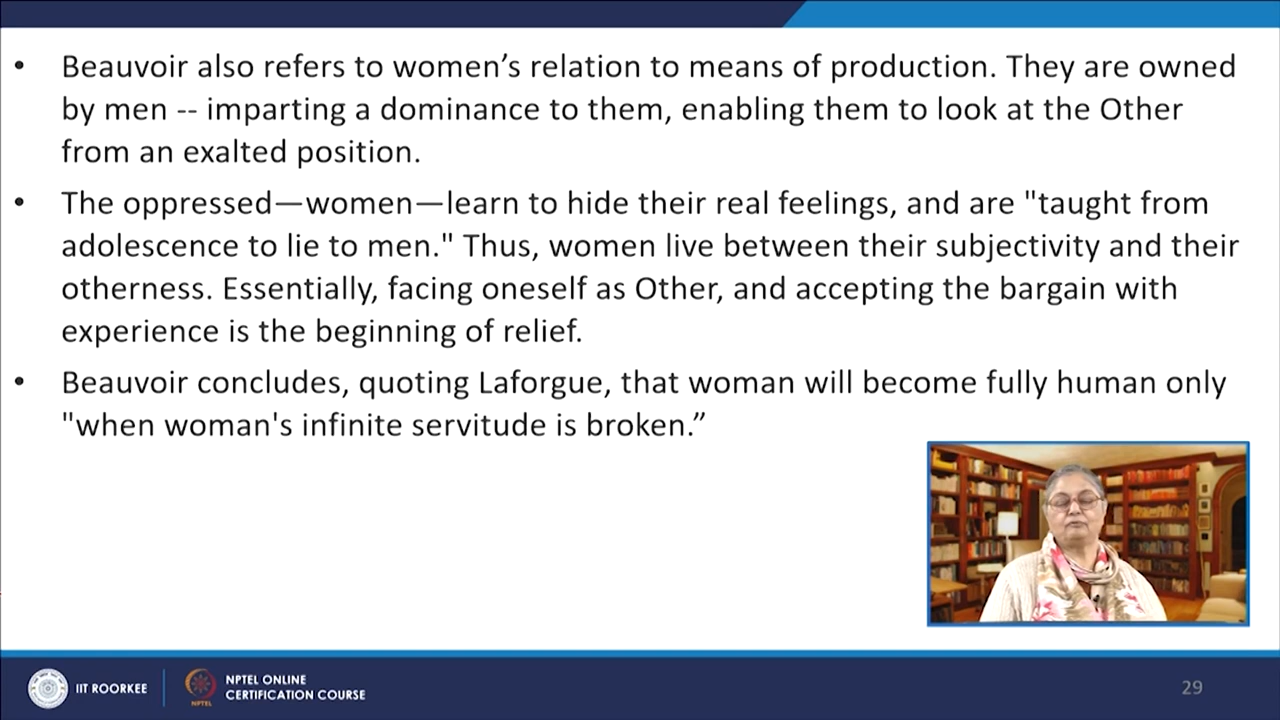 • Beauvoir also refers to women’s relation to means of production. They are owned
by men -- imparting a dominance to them, enabling them to look at the Other
from an exalted position.
• The oppressed—women—learn to hide their real feelings, and are "taught from
adolescence to lie to men." Thus, women live between their subjectivity and their
otherness. Essentially, facing oneself as Other, and accepting the bargain with
experience is the beginning of relief.
• Beauvoir concludes, quoting Laforgue, that woman will become fully human only
"when woman's infinite servitude is broken.”
IIT ROORKEE
NPTEL
NPTEL ONLINE
CERTIFICATION COURSE
29